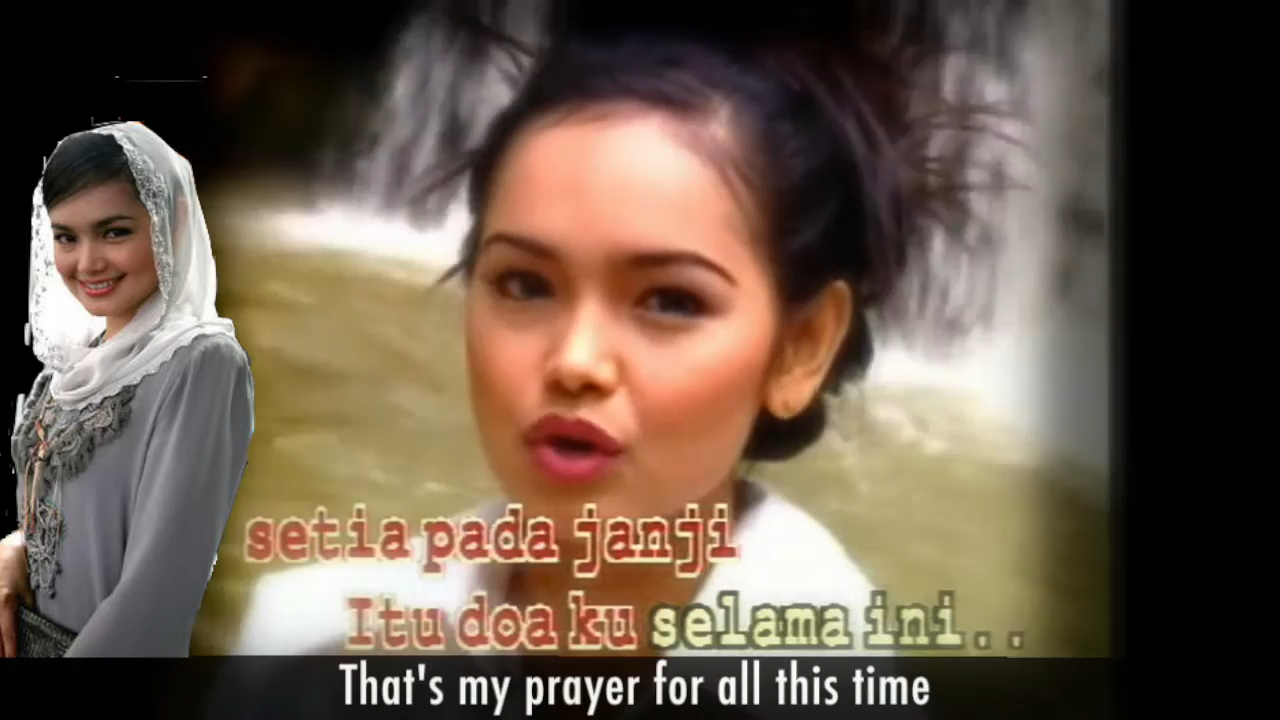 setia pada janji
Itu doa ku selama ini..
That's my prayer for all this time